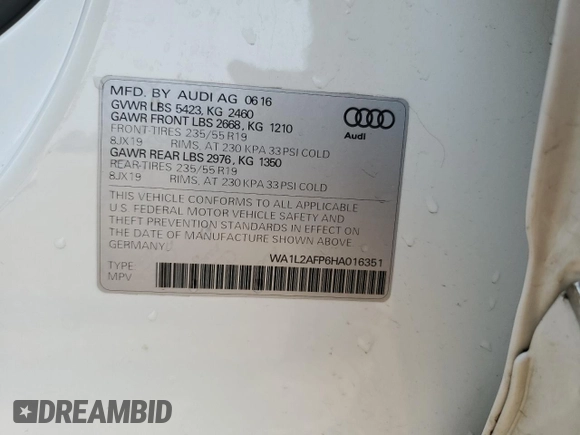 MFD. BY AUDI AG 06 16
GVWR LBS 5423, KG 2460
GAWR FRONT LBS 2668, KG 1210
FRONT-TIRES 235/55 R19
8JX19 RIMS, AT 230 KPA 33 PSI COLD
GAWR REAR LBS 2976, KG 1350
REAR-TIRES 235/55 R19
8JX19 RIMS, AT 230 KPA 33 PSI COLD
Audi
THIS VEHICLE CONFORMS TO ALL APPLICABLE
U.S. FEDERAL MOTOR VEHICLE SAFETY AND
THEFT PREVENTION STANDARDS IN EFFECT ON
THE DATE OF MANUFACTURE SHOWN ABOVE.
GERMANY.
WA1L2AFP6HA016351
TYPE:
MPV
DREAMBID